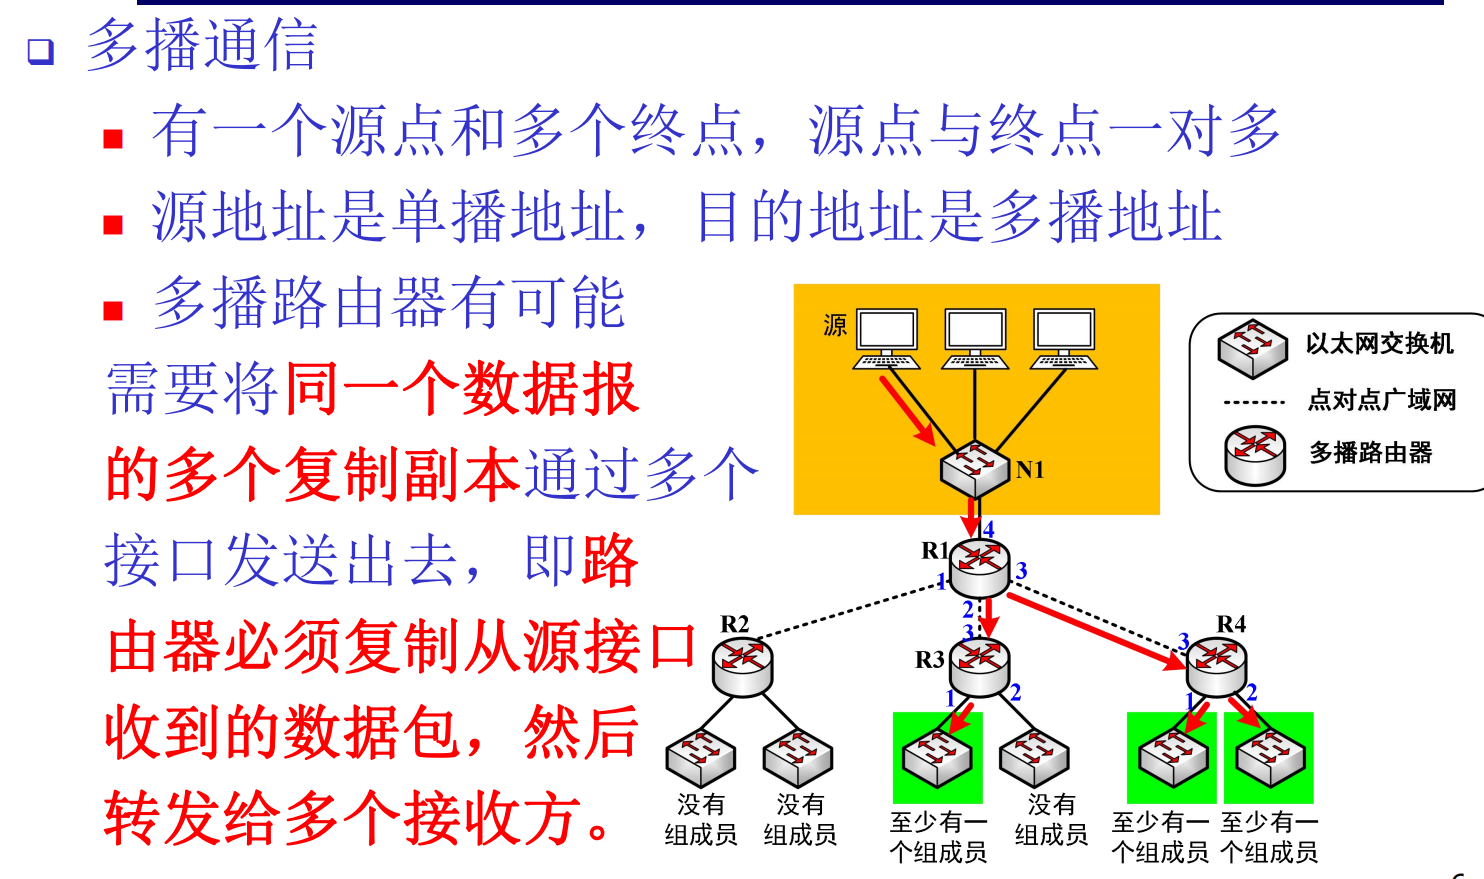 多播通信
有一个源点和多个终点，源点与终点一对多
源地址是单播地址，目的地址是多播地址
多播路由器有可能
需要将同一个数据报
的多个复制副本通过多个
接口发送出去，即路
由器必须复制从源接口
收到的数据包，然后
转发给多个接收方。
源
N1
以太网交换机
点对点广域网
多播路由器
4
R1
1
3
2
R2
3
R3
1
2
R4
3
1
2
没有
组成员
没有
组成员
至少有一
个组成员
没有
组成员
至少有一
个组成员
至少有一
个组成员